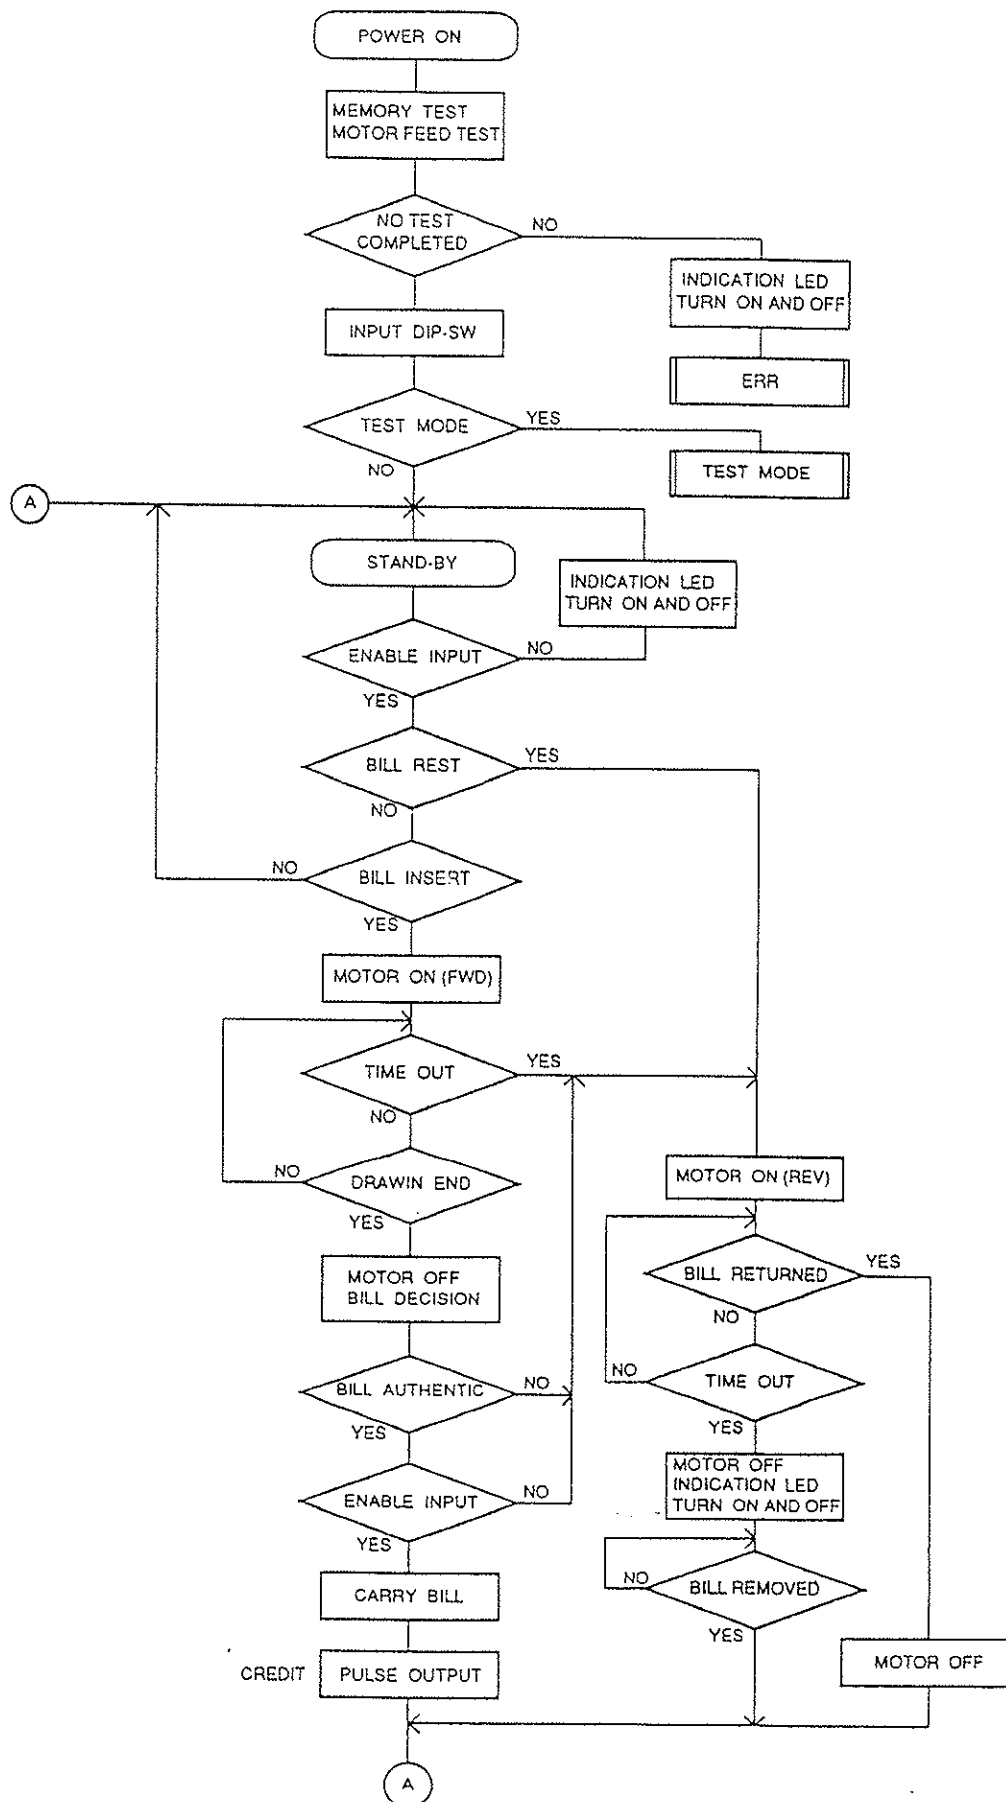 POWER ON
MEMORY TEST
MOTOR FEED TEST
NO TEST
COMPLETED
NO
INDICATION LED
TURN ON AND OFF
INPUT DIP-SW
ERR
TEST MODE
YES
NO
TEST MODE
A
STAND-BY
INDICATION LED
TURN ON AND OFF
ENABLE INPUT
NO
YES
BILL REST
YES
NO
BILL INSERT
NO
YES
MOTOR ON (FWD)
TIME OUT
YES
NO
DRAWIN END
NO
YES
MOTOR ON (REV)
MOTOR OFF
BILL DECISION
BILL RETURNED
YES
NO
BILL AUTHENTIC
NO
YES
TIME OUT
NO
YES
ENABLE INPUT
NO
YES
MOTOR OFF
INDICATION LED
TURN ON AND OFF
CARRY BILL
BILL REMOVED
NO
YES
CREDIT
PULSE OUTPUT
MOTOR OFF
A